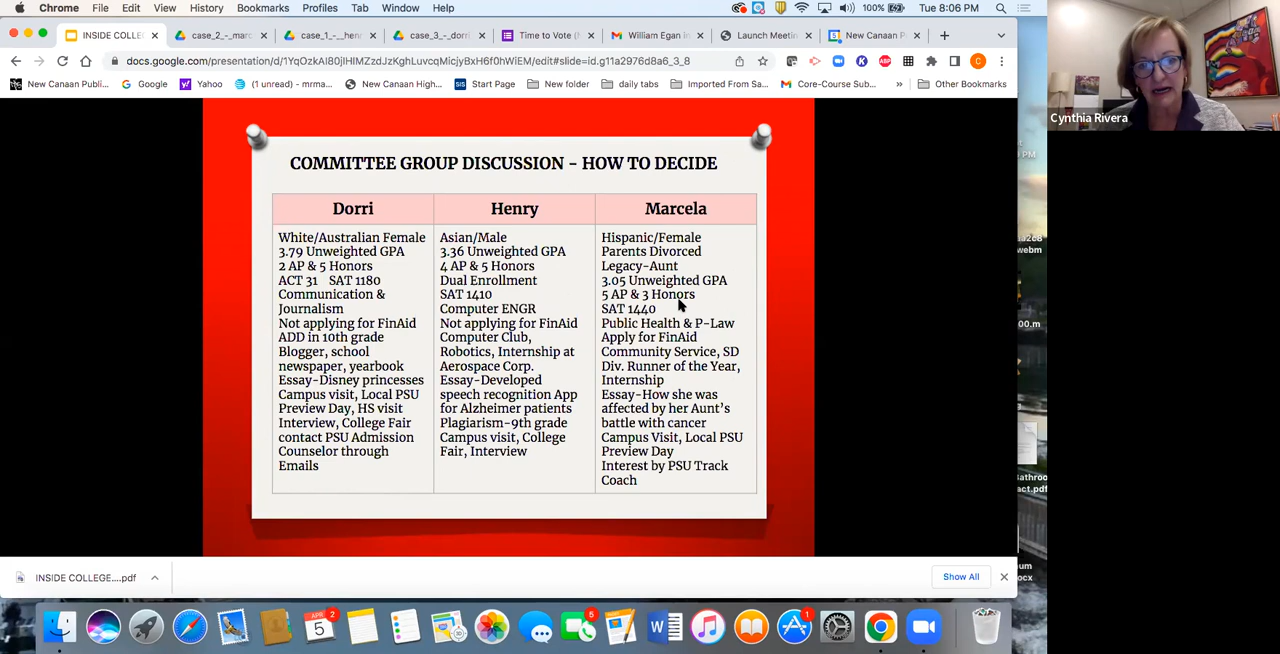 Chrome File Edit View History Bookmarks Profiles Tab Window Help 100% Tue 8:06 PM
INSIDE COLLE case_2_-_marc case_1_-_hen case_3_-_dorri Time to Vote (N William Egan in Launch Meetin New Canaan P
docs.google.com/presentation/d/1YqOzkAl80jIHlMZzdJzKghLuvcqMicjyBxH6f0hWiEM/edit#slide=id.g11a2976d8a6_3_8
New Canaan Public... Google Yahoo (1 unread) - mrma... New Canaan High... SIS Start Page New folder daily tabs Imported From Sa... Core-Course Sub... » Other Bookmarks
Cynthia Rivera
COMMITTEE GROUP DISCUSSION - HOW TO DECIDE
Dorri
White/Australian Female
3.79 Unweighted GPA
2 AP & 5 Honors
ACT 31 SAT 1180
Communication &
Journalism
Not applying for FinAid
ADD in 10th grade
Blogger, school
newspaper, yearbook
Essay-Disney princesses
Campus visit, Local PSU
Preview Day, HS visit
Interview, College Fair
contact PSU Admission
Counselor through
Emails
Henry
Asian/Male
3.36 Unweighted GPA
4 AP & 5 Honors
Dual Enrollment
SAT 1410
Computer ENGR
Not applying for FinAid
Computer Club,
Robotics, Internship at
Aerospace Corp.
Essay-Developed
speech recognition App
for Alzheimer patients
Plagiarism-9th grade
Campus visit, College
Fair, Interview
Marcela
Hispanic/Female
Parents Divorced
Legacy-Aunt
3.05 Unweighted GPA
5 AP & 3 Honors
SAT 1440
Public Health & P-Law
Apply for FinAid
Community Service, SD
Div. Runner of the Year,
Internship
Essay-How she was
affected by her Aunt's
battle with cancer
Campus Visit, Local PSU
Preview Day
Interest by PSU Track
Coach
INSIDE COLLEGE....pdf
Show All
APR 2
5
5
1